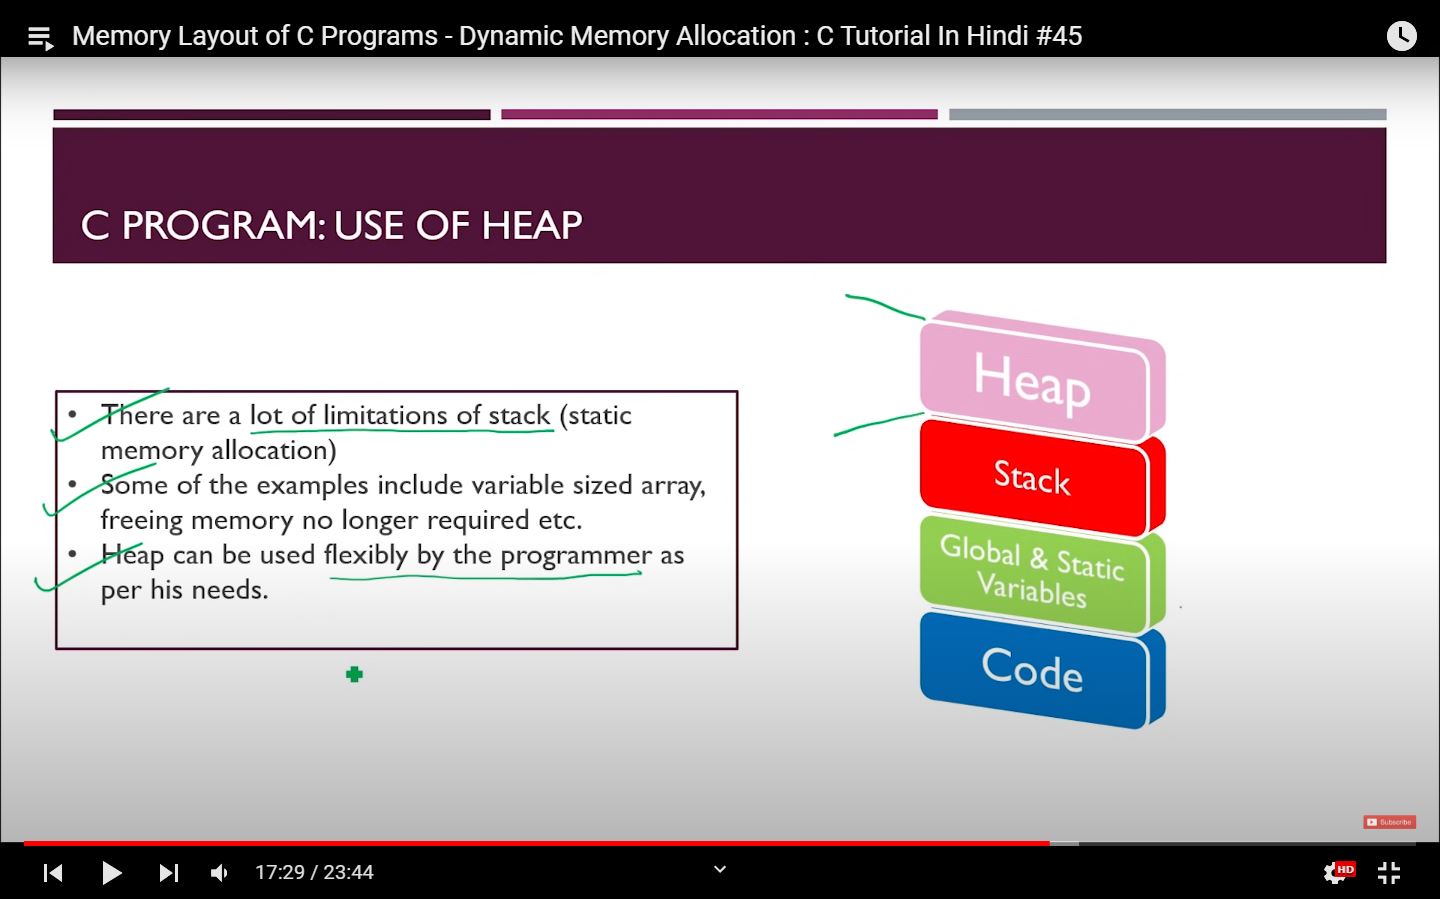 Memory Layout of C Programs - Dynamic Memory Allocation : C Tutorial In Hindi #45
C PROGRAM: USE OF HEAP
• There are a lot of limitations of stack (static
memory allocation)
• Some of the examples include variable sized array,
freeing memory no longer required etc.
• Heap can be used flexibly by the programmer as
per his needs.
Heap
Stack
Global & Static
Variables
Code
Subscribe
17:29 / 23:44
HD